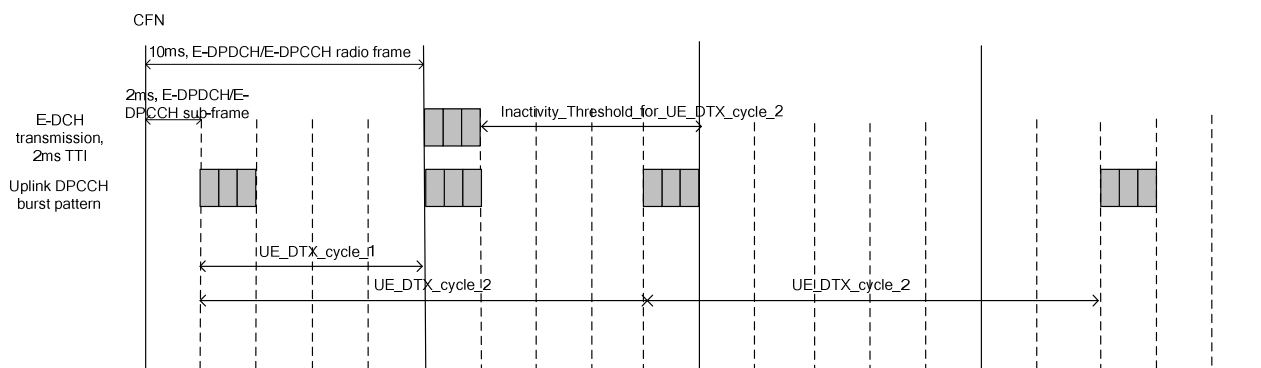 CFN
10ms, E-DPDCH/E-DPCCH radio frame
2ms, E-DPDCH/E-
DPCCH sub-frame
Inactivity_Threshold_for_UE_DTX_cycle_2
E-DCH
transmission,
2ms TTI
Uplink DPCCH
burst pattern
UE_DTX_cycle_1
UE_DTX_cycle_2
UE_DTX_cycle_2